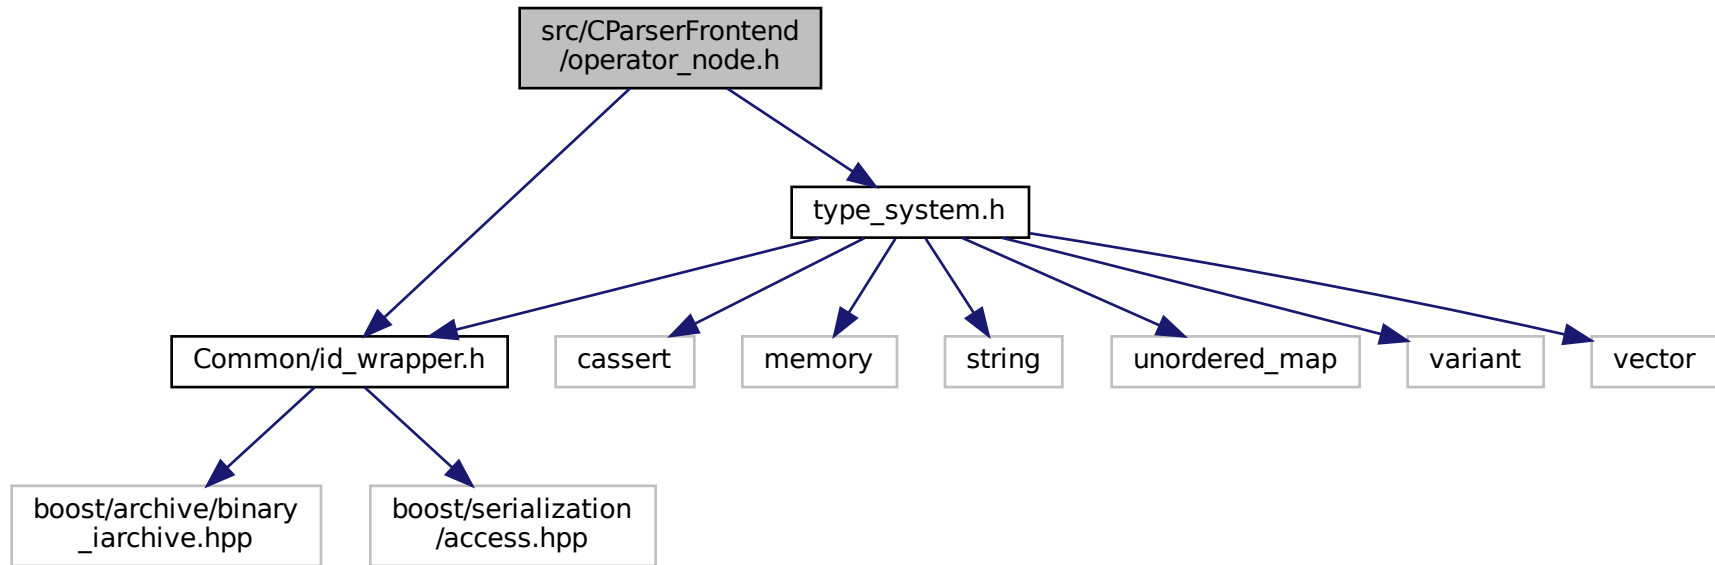 src/CParserFrontend
/operator_node.h
type_system.h
Common/id_wrapper.h
cassert
memory
string
unordered_map
variant
vector
boost/archive/binary
_iarchive.hpp
boost/serialization
/access.hpp